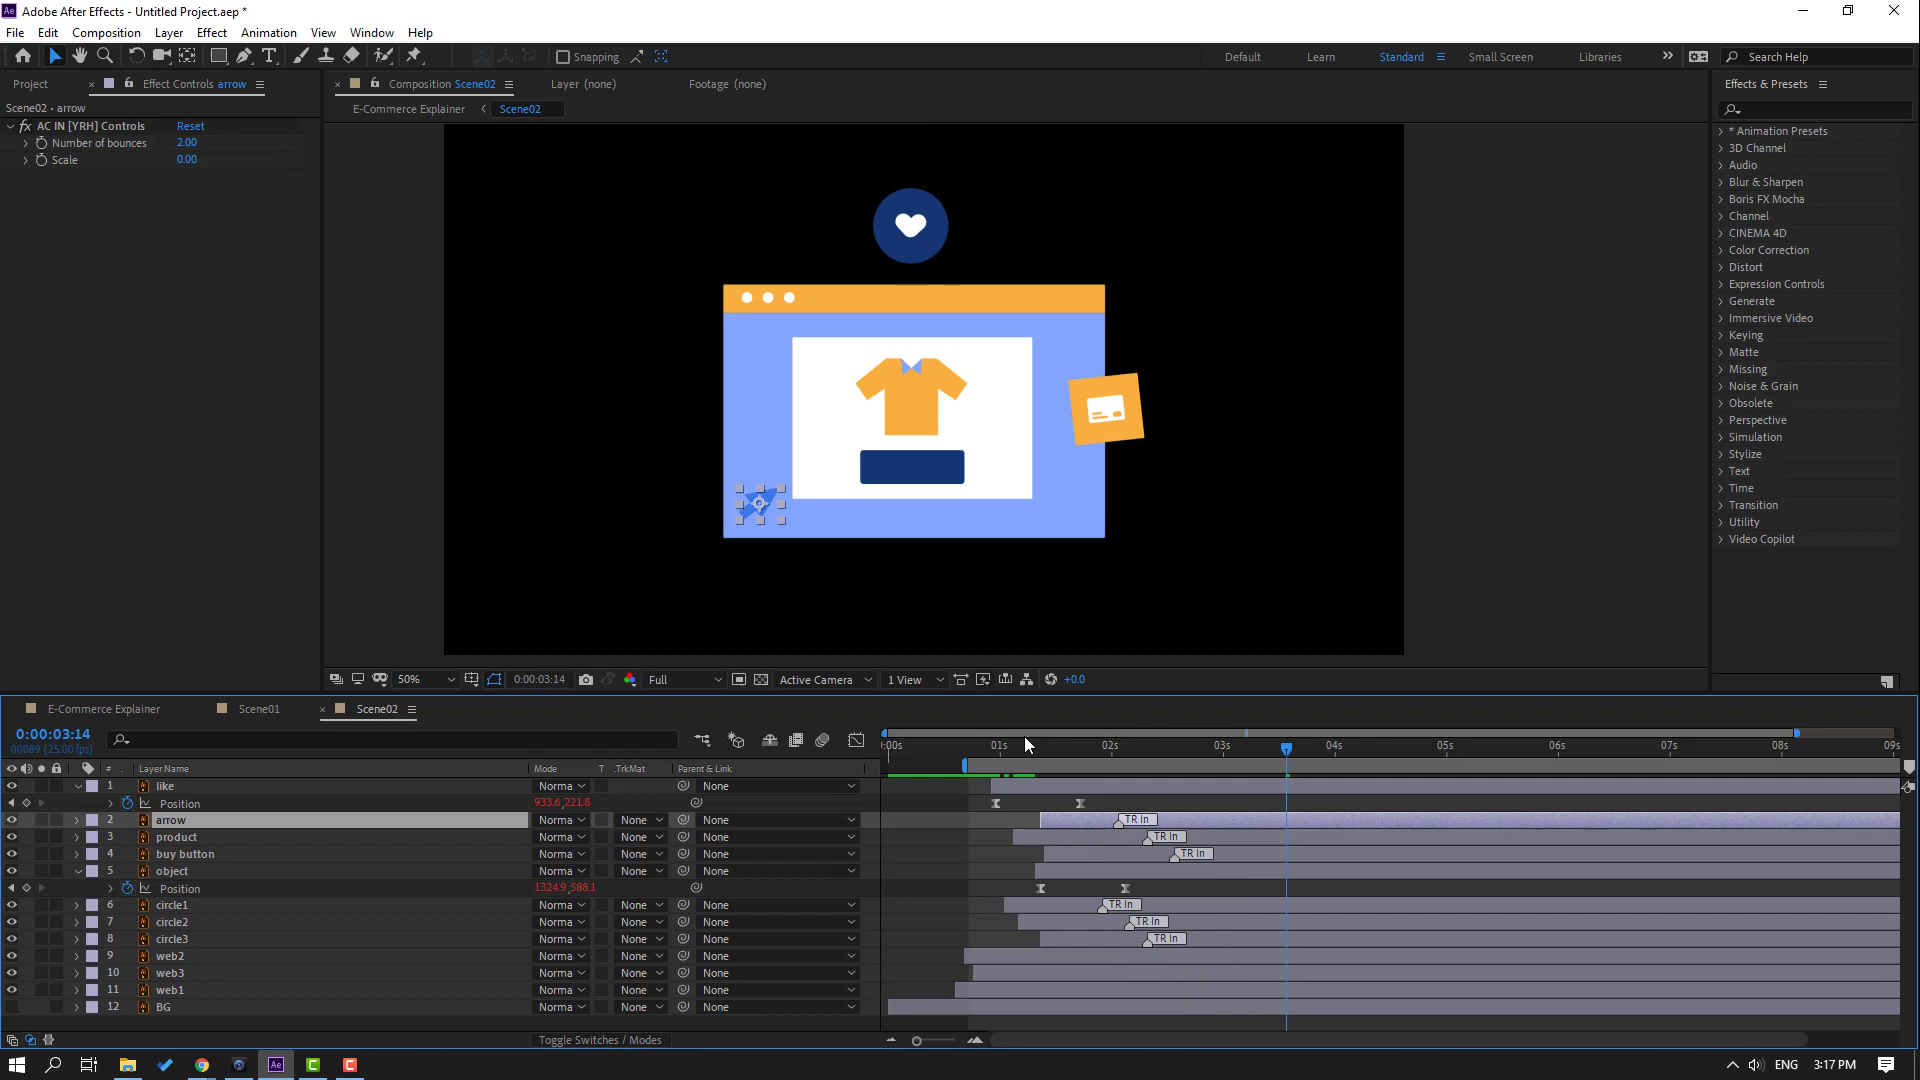 Adobe After Effects - Untitled Project.aep *
File Edit Composition Layer Effect Animation View Window Help
Snapping
Default Learn Standard Small Screen Libraries Search Help
Project Effect Controls arrow
Composition Scene02 Layer (none) Footage (none)
Effects & Presets
Scene02 • arrow
E-Commerce Explainer Scene02
fx AC IN [YRH] Controls Reset
Number of bounces 2.00
Scale 0.00
* Animation Presets
3D Channel
Audio
Blur & Sharpen
Boris FX Mocha
Channel
CINEMA 4D
Color Correction
Distort
Expression Controls
Generate
Immersive Video
Keying
Matte
Missing
Noise & Grain
Obsolete
Perspective
Simulation
Stylize
Text
Time
Transition
Utility
Video Copilot
50% 0:00:03:14 Full Active Camera 1 View +0.0
E-Commerce Explainer Scene01 Scene02
0:00:03:14
00089 (25.00 fps)
:00s 01s 02s 03s 04s 05s 06s 07s 08s 09s
# Layer Name Mode T .TrkMat Parent & Link
1 like Norma None
Position 933.6,221.8
2 arrow Norma None None TR In
3 product Norma None None TR In
4 buy button Norma None None TR In
5 object Norma None None
Position 1324.9,588.1
6 circle1 Norma None None TR In
7 circle2 Norma None None TR In
8 circle3 Norma None None TR In
9 web2 Norma None None
10 web3 Norma None None
11 web1 Norma None None
12 BG Norma None None
Toggle Switches / Modes
Ae ENG 3:17 PM